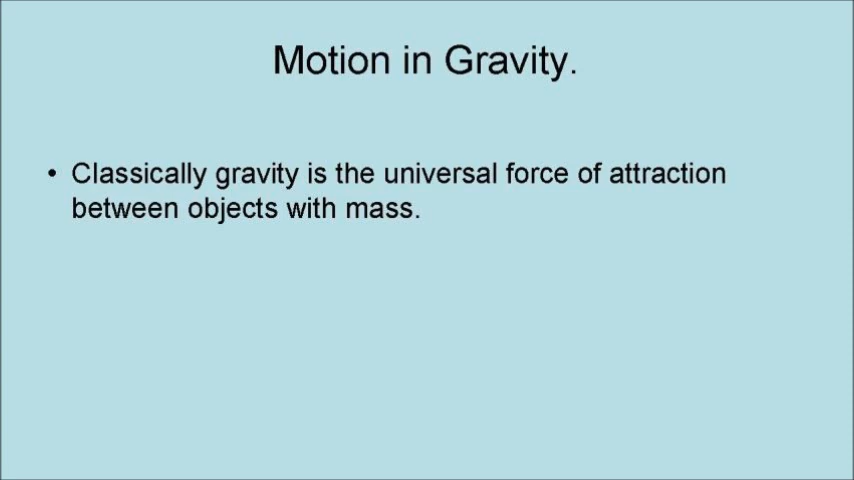 Motion in Gravity.
• Classically gravity is the universal force of attraction
between objects with mass.